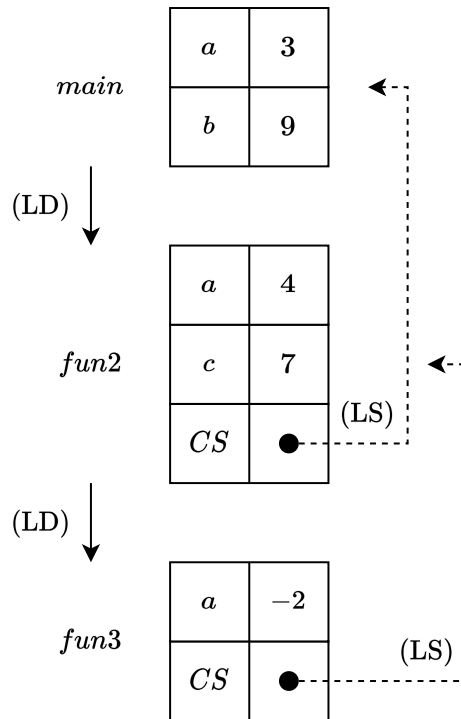 a 3
main
b 9
(LD)
a 4
fun2 c 7
(LS)
CS
(LD)
a −2
fun3
(LS)
CS